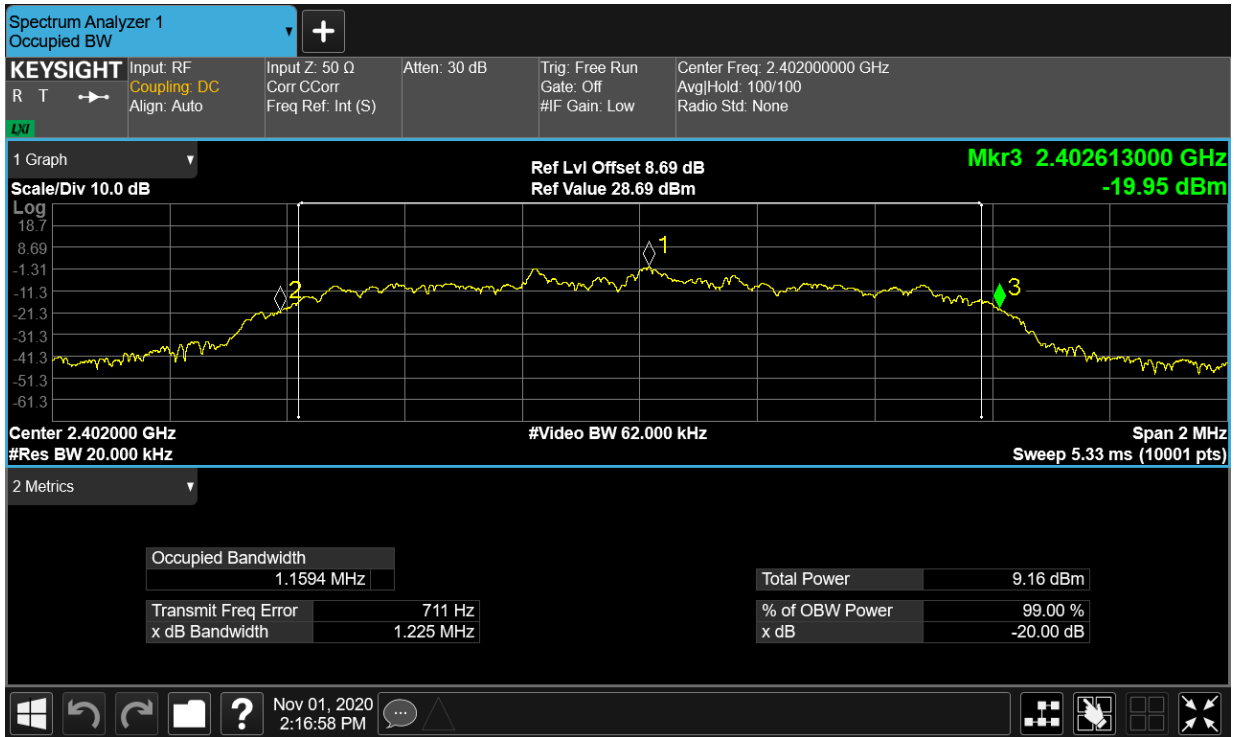 Spectrum Analyzer 1
Occupied BW
KEYSIGHT
R T
LXI
Input: RF
Coupling: DC
Align: Auto
Input Z: 50 Ω
Corr CCorr
Freq Ref: Int (S)
Atten: 30 dB
Trig: Free Run
Gate: Off
#IF Gain: Low
Center Freq: 2.402000000 GHz
Avg|Hold: 100/100
Radio Std: None
1 Graph
Scale/Div 10.0 dB
Ref Lvl Offset 8.69 dB
Ref Value 28.69 dBm
Mkr3 2.402613000 GHz
-19.95 dBm
Log
18.7
8.69
-1.31
-11.3
-21.3
-31.3
-41.3
-51.3
-61.3
1
2
3
Center 2.402000 GHz
#Video BW 62.000 kHz
Span 2 MHz
#Res BW 20.000 kHz
Sweep 5.33 ms (10001 pts)
2 Metrics
Occupied Bandwidth
1.1594 MHz
Transmit Freq Error 711 Hz
x dB Bandwidth 1.225 MHz
Total Power 9.16 dBm
% of OBW Power 99.00 %
x dB -20.00 dB
?
Nov 01, 2020
2:16:58 PM